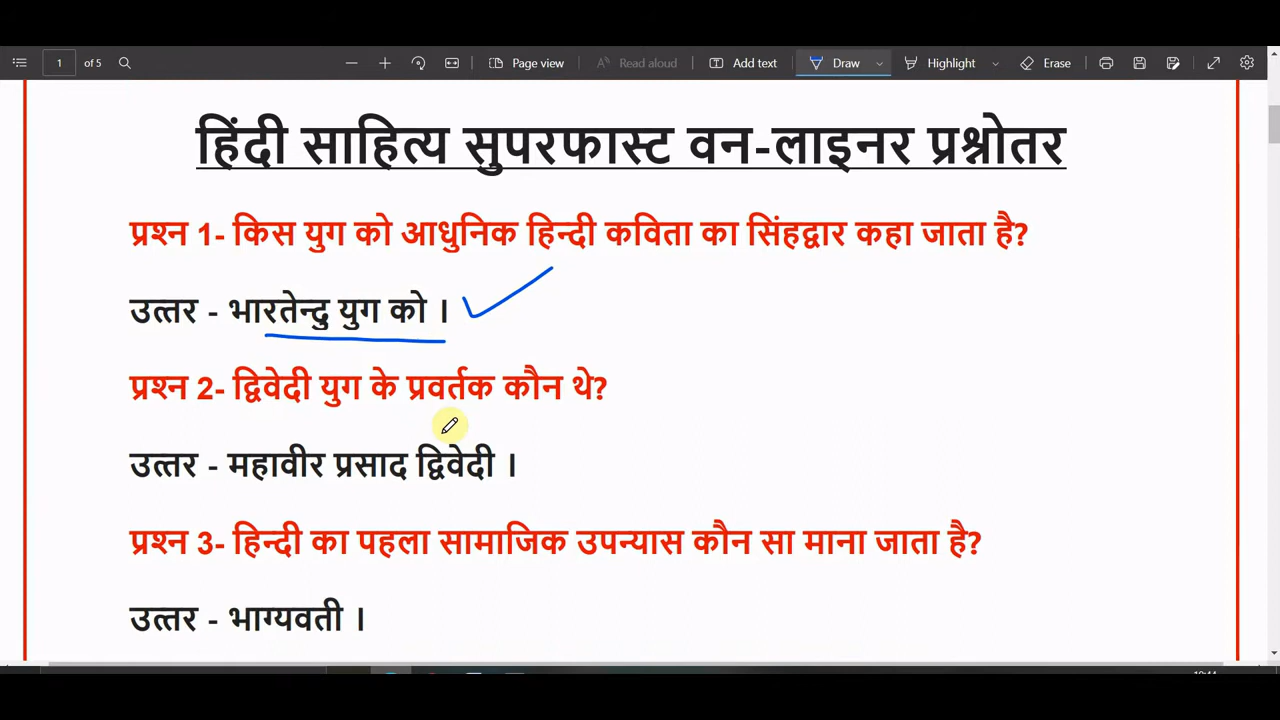 1 of 5 Page view Read aloud Add text Draw Highlight Erase
हिंदी साहित्य सुपरफास्ट वन-लाइनर प्रश्नोतर
प्रश्न 1- किस युग को आधुनिक हिन्दी कविता का सिंहद्वार कहा जाता है?
उत्तर - भारतेन्दु युग को ।
प्रश्न 2- द्विवेदी युग के प्रवर्तक कौन थे?
उत्तर - महावीर प्रसाद द्विवेदी ।
प्रश्न 3- हिन्दी का पहला सामाजिक उपन्यास कौन सा माना जाता है?
उत्तर - भाग्यवती ।